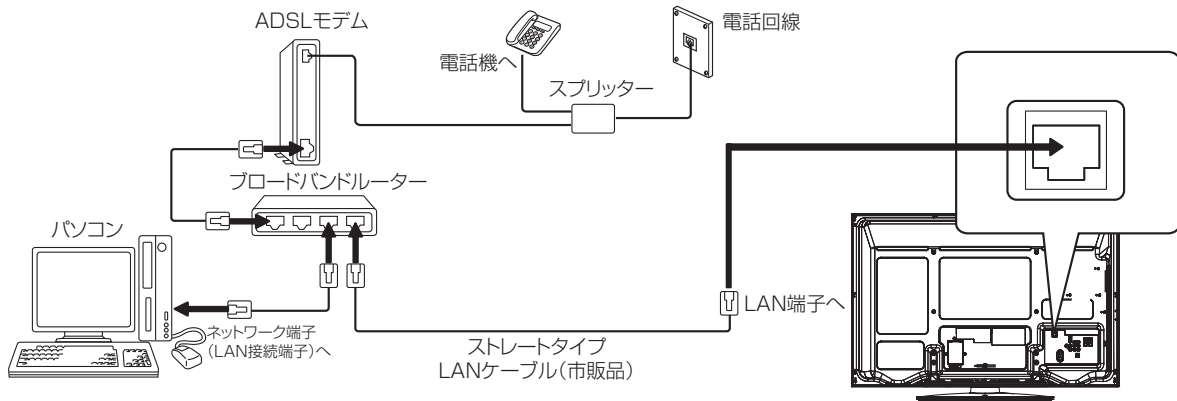 ADSLモデム
電話回線
電話機へ
スプリッター
ブロードバンドルーター
パソコン
LAN端子へ
ネットワーク端子
(LAN接続端子)へ
ストレートタイプ
LANケーブル(市販品)